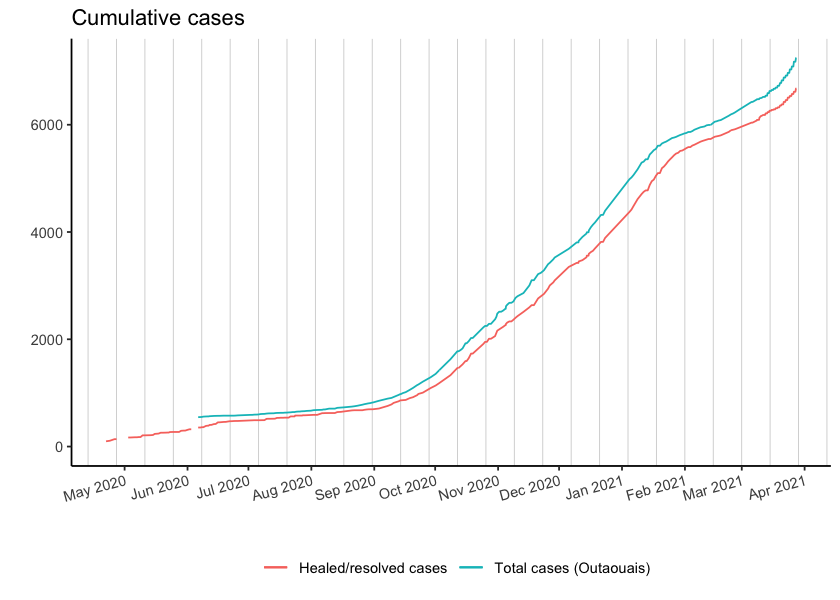 Cumulative cases
6000
4000
2000
0
May 2020 Jun 2020 Jul 2020 Aug 2020 Sep 2020 Oct 2020 Nov 2020 Dec 2020 Jan 2021 Feb 2021 Mar 2021 Apr 2021
Healed/resolved cases Total cases (Outaouais)